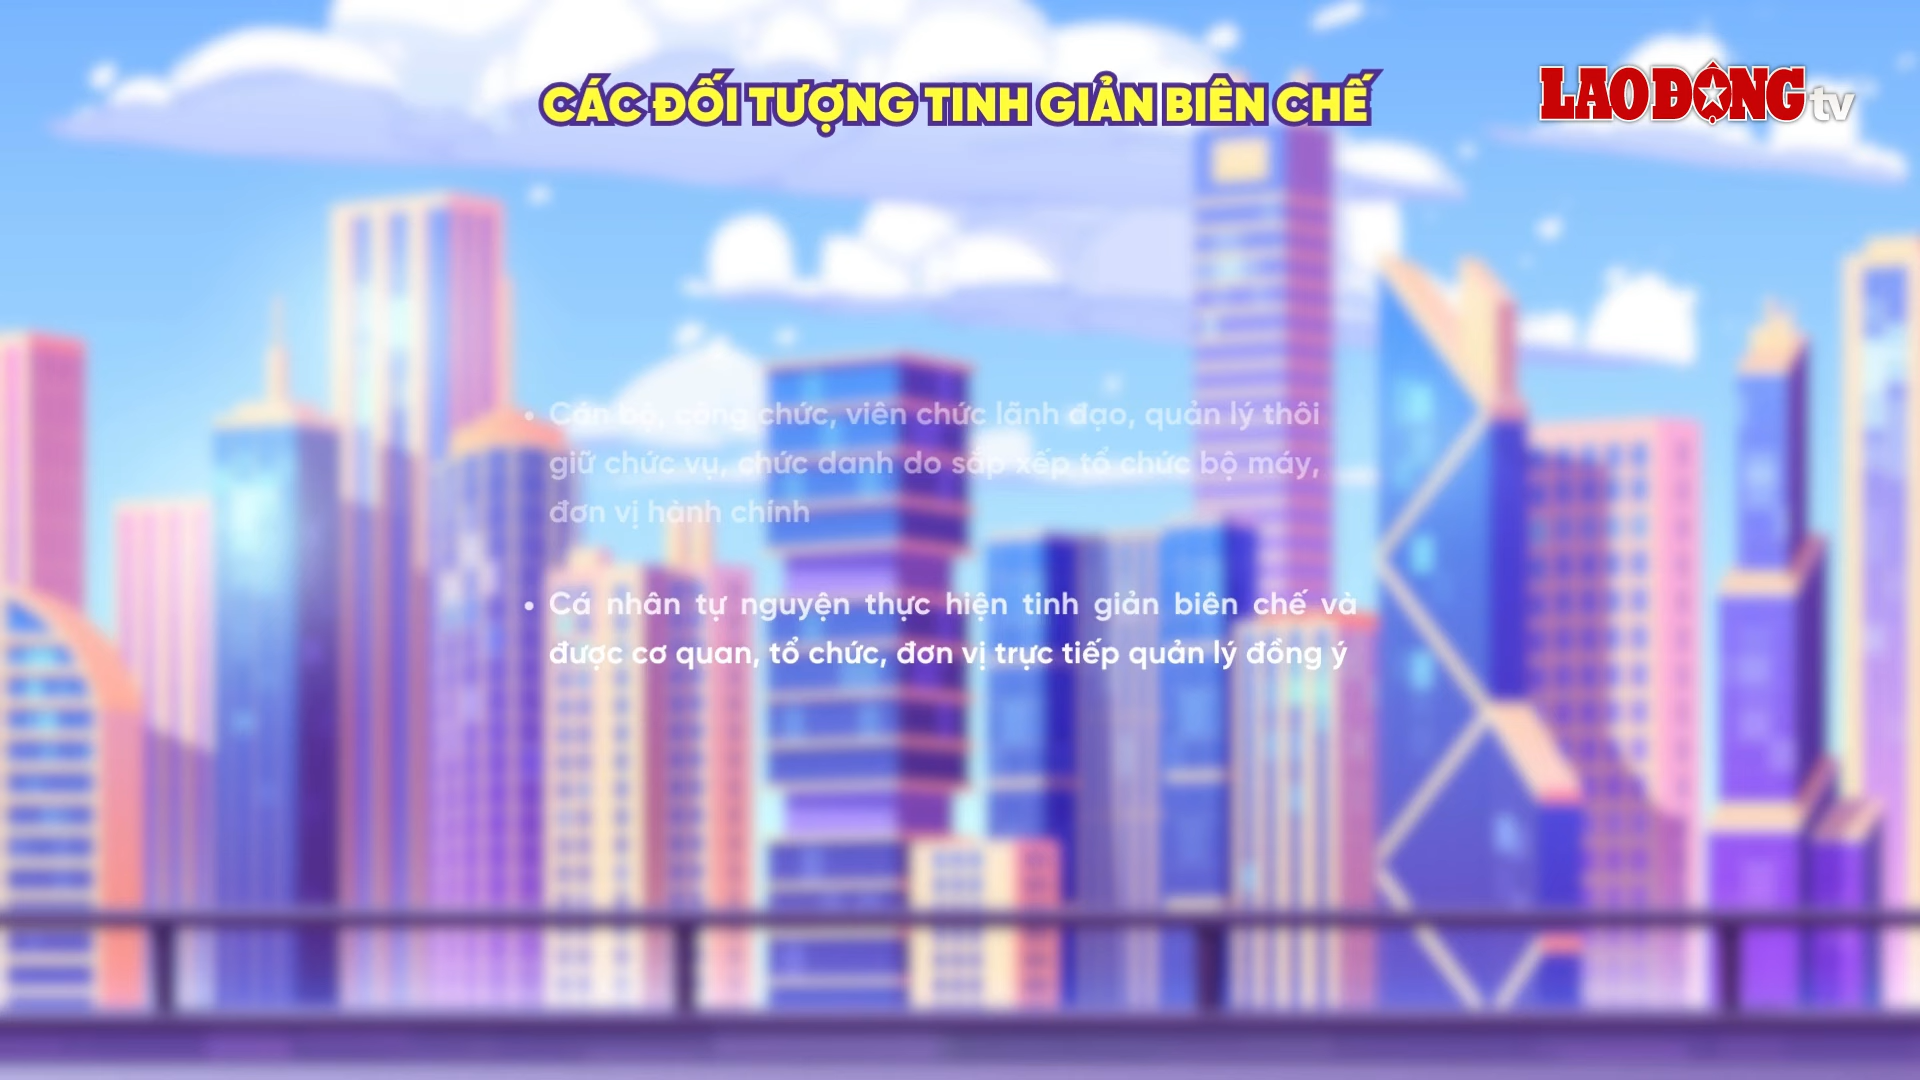 CÁC ĐỐI TƯỢNG TINH GIẢN BIÊN CHẾ
LAO ĐỘNG tv
• Cán bộ, công chức, viên chức lãnh đạo, quản lý thôi
giữ chức vụ, chức danh do sắp xếp tổ chức bộ máy,
đơn vị hành chính
• Cá nhân tự nguyện thực hiện tinh giản biên chế và
được cơ quan, tổ chức, đơn vị trực tiếp quản lý đồng ý